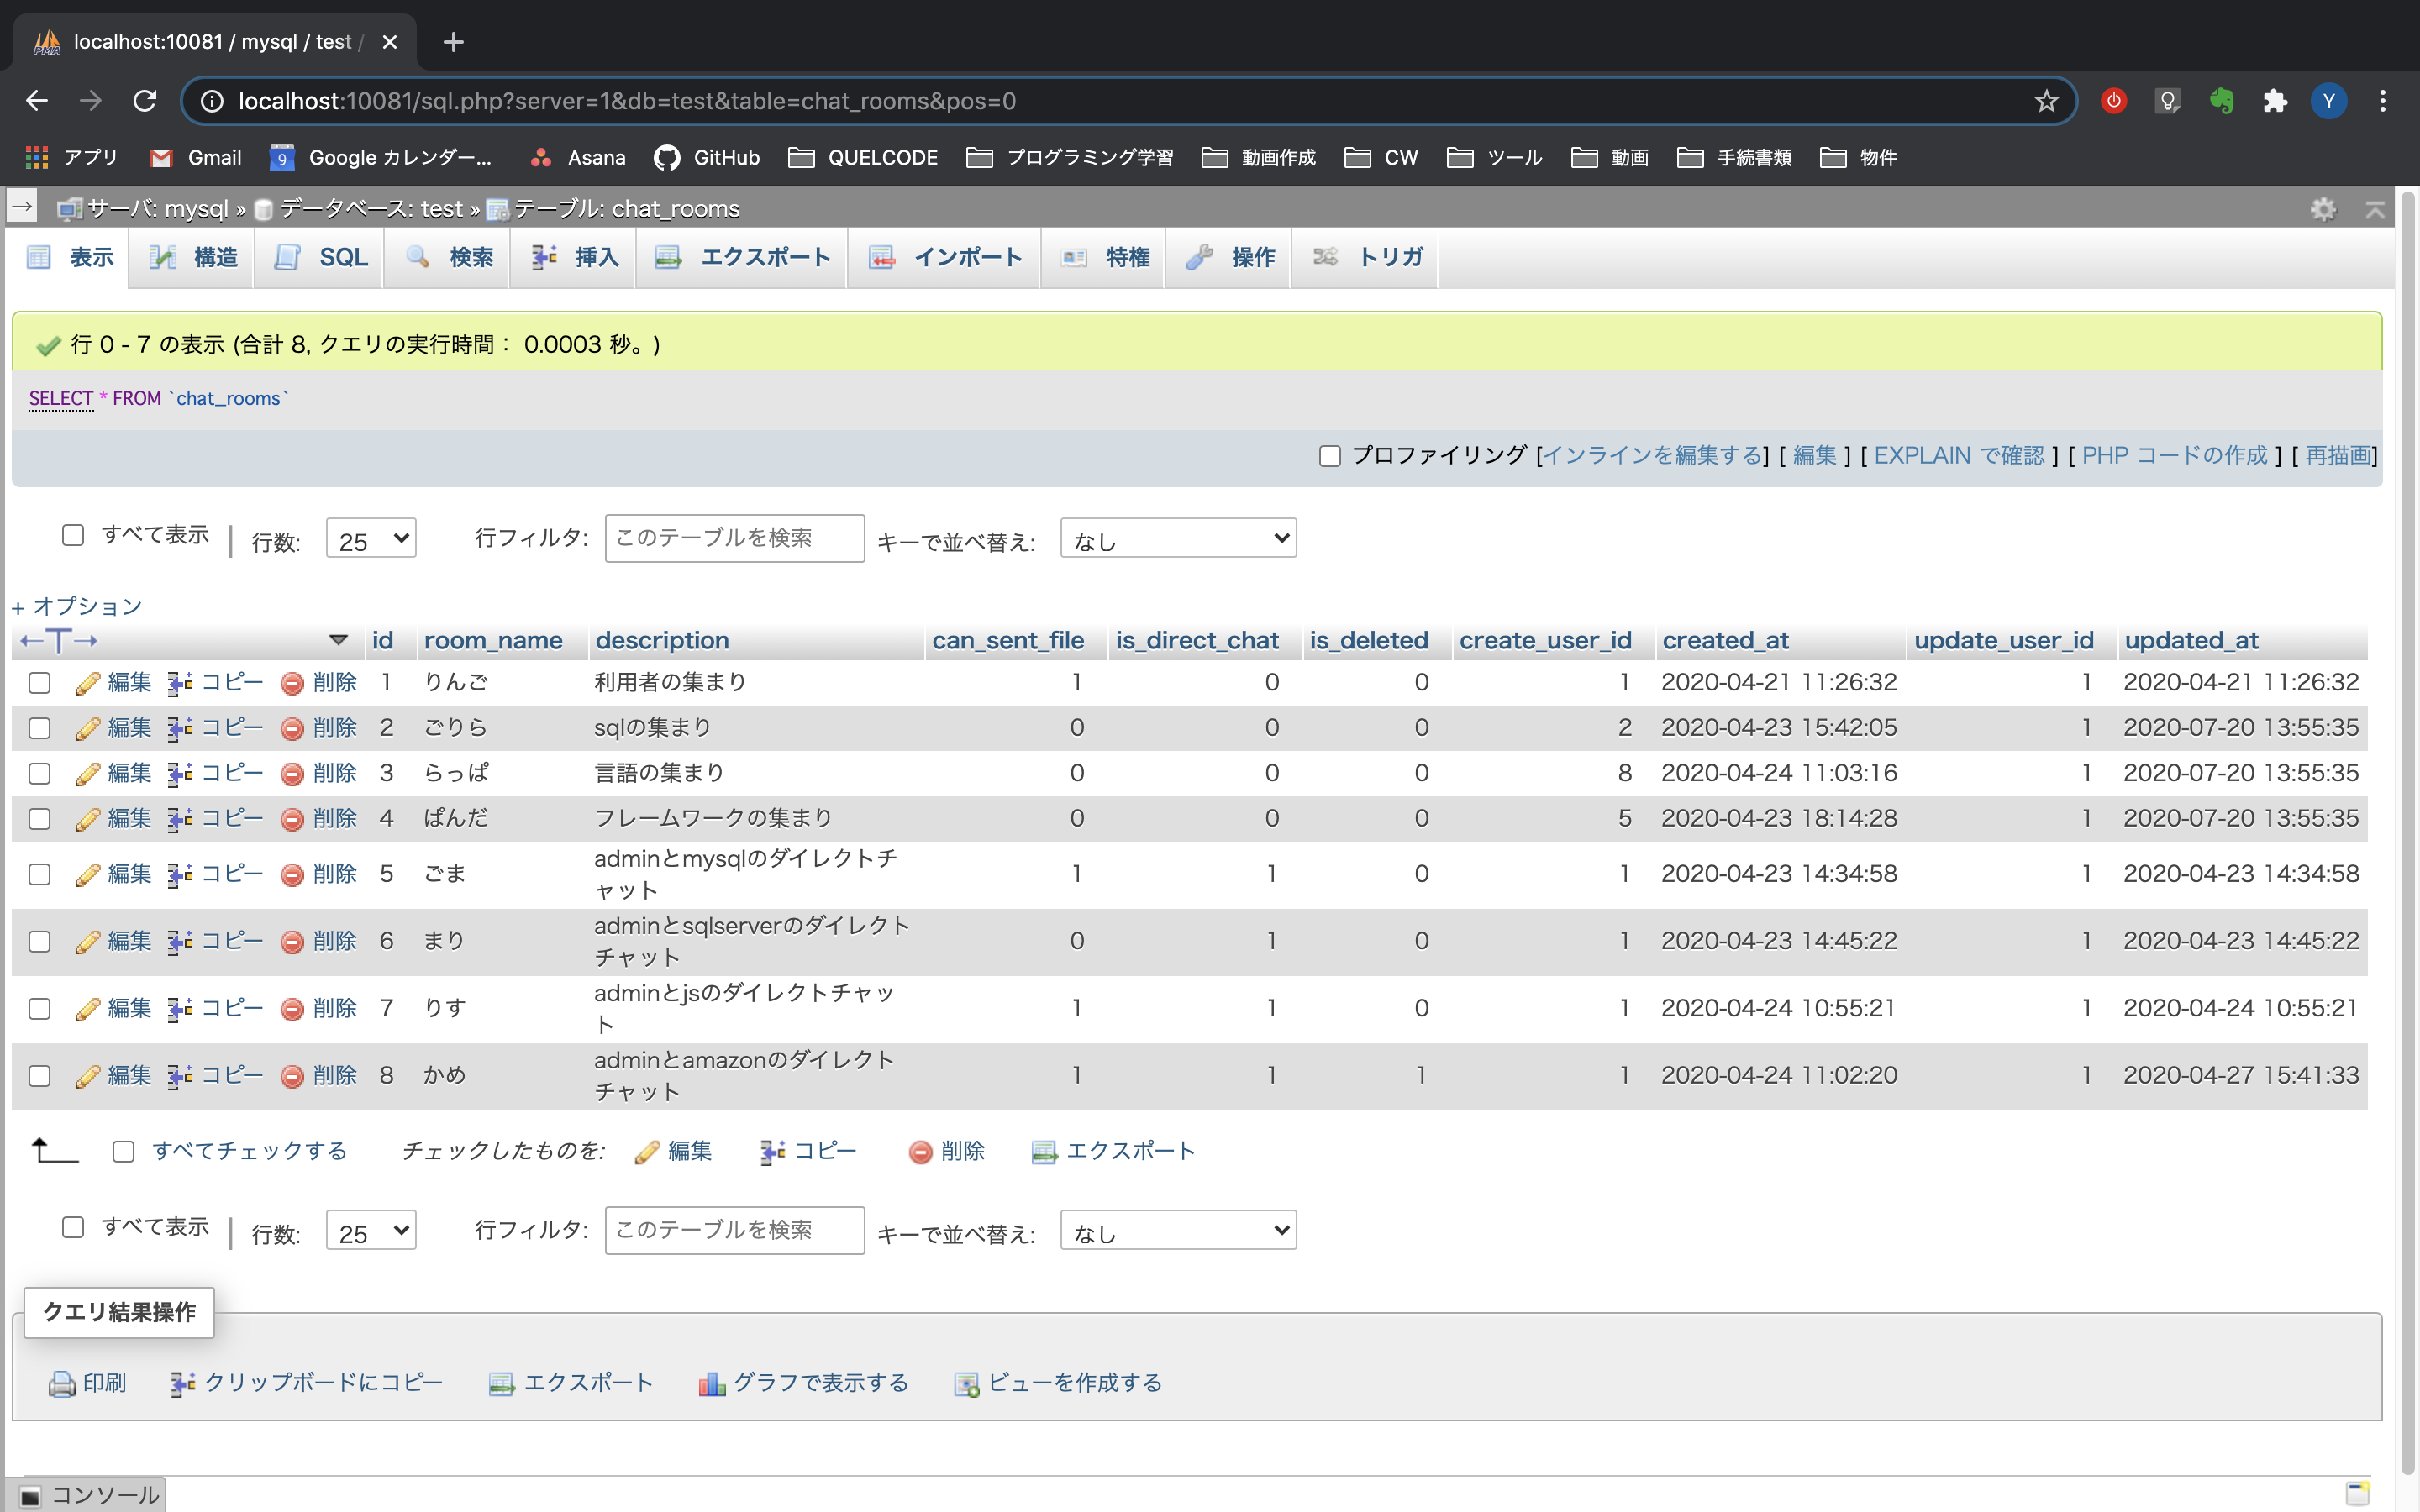 localhost:10081 / mysql / test /
localhost:10081/sql.php?server=1&db=test&table=chat_rooms&pos=0
Y
アプリ Gmail 9 Google カレンダー... Asana GitHub QUELCODE プログラミング学習 動画作成 CW ツール 動画 手続書類 物件
サーバ: mysql » データベース: test » テーブル: chat_rooms
表示 構造 SQL 検索 挿入 エクスポート インポート 特権 操作 トリガ
行 0 - 7 の表示 (合計 8, クエリの実行時間： 0.0003 秒。)
SELECT * FROM `chat_rooms`
プロファイリング [インラインを編集する] [ 編集 ] [ EXPLAIN で確認 ] [ PHP コードの作成 ] [ 再描画]
すべて表示 | 行数: 25 行フィルタ: このテーブルを検索 キーで並べ替え: なし
+ オプション
←T→ id room_name description can_sent_file is_direct_chat is_deleted create_user_id created_at update_user_id updated_at
編集 コピー 削除 1 りんご 利用者の集まり 1 0 0 1 2020-04-21 11:26:32 1 2020-04-21 11:26:32
編集 コピー 削除 2 ごりら sqlの集まり 0 0 0 2 2020-04-23 15:42:05 1 2020-07-20 13:55:35
編集 コピー 削除 3 らっぱ 言語の集まり 0 0 0 8 2020-04-24 11:03:16 1 2020-07-20 13:55:35
編集 コピー 削除 4 ぱんだ フレームワークの集まり 0 0 0 5 2020-04-23 18:14:28 1 2020-07-20 13:55:35
編集 コピー 削除 5 ごま adminとmysqlのダイレクトチ
ャット 1 1 0 1 2020-04-23 14:34:58 1 2020-04-23 14:34:58
編集 コピー 削除 6 まり adminとsqlserverのダイレクト
チャット 0 1 0 1 2020-04-23 14:45:22 1 2020-04-23 14:45:22
編集 コピー 削除 7 りす adminとjsのダイレクトチャッ
ト 1 1 0 1 2020-04-24 10:55:21 1 2020-04-24 10:55:21
編集 コピー 削除 8 かめ adminとamazonのダイレクト
チャット 1 1 1 1 2020-04-24 11:02:20 1 2020-04-27 15:41:33
すべてチェックする チェックしたものを: 編集 コピー 削除 エクスポート
すべて表示 | 行数: 25 行フィルタ: このテーブルを検索 キーで並べ替え: なし
クエリ結果操作
印刷 クリップボードにコピー エクスポート グラフで表示する ビューを作成する
コンソール